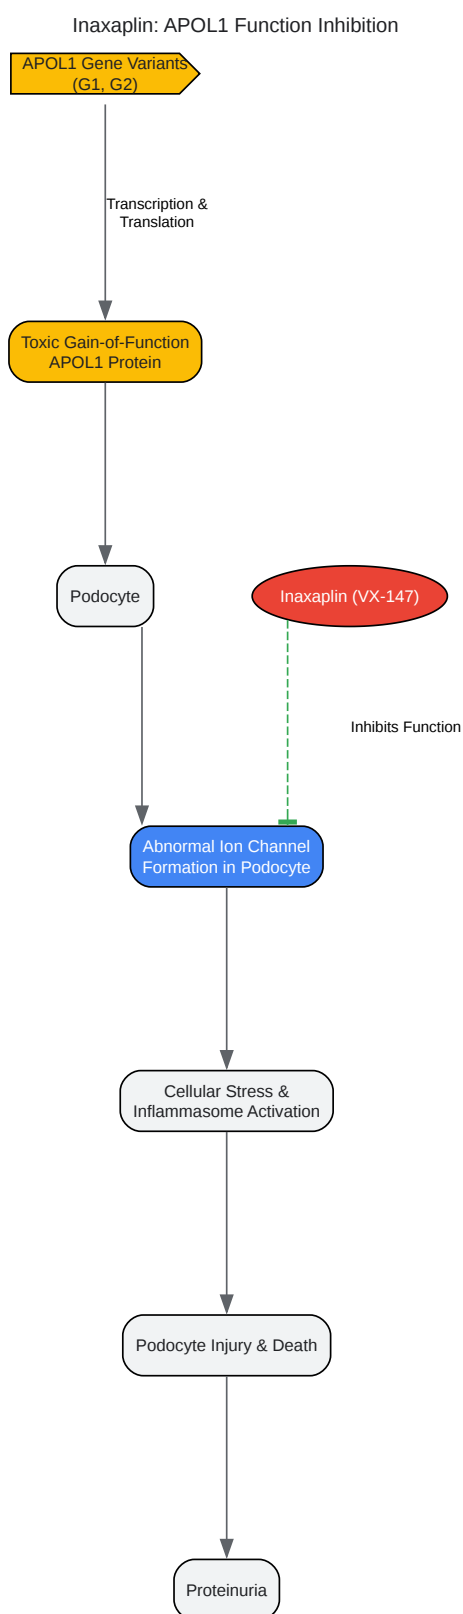 Inaxaplin: APOL1 Function Inhibition
APOL1 Gene Variants
(G1, G2)
Transcription &
Translation
Toxic Gain-of-Function
APOL1 Protein
Podocyte
Inaxaplin (VX-147)
Inhibits Function
Abnormal Ion Channel
Formation in Podocyte
Cellular Stress &
Inflammasome Activation
Podocyte Injury & Death
Proteinuria